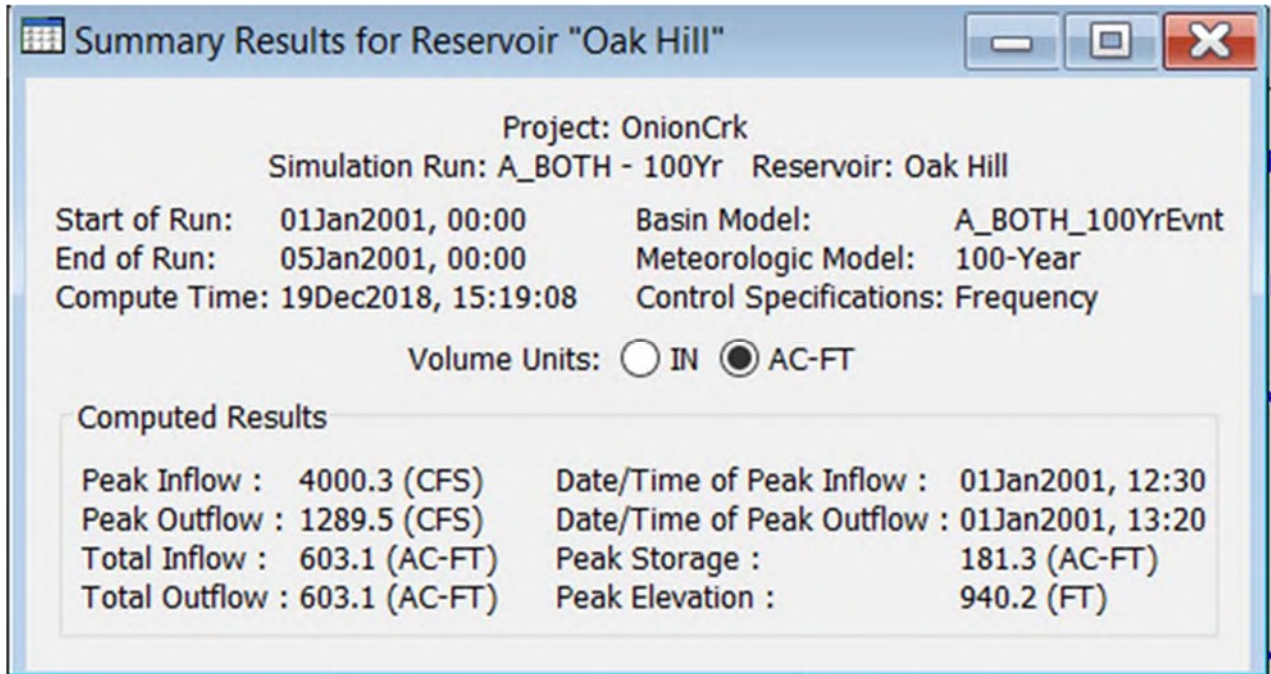 Summary Results for Reservoir "Oak Hill"
Project: OnionCrk
Simulation Run: A_BOTH - 100Yr Reservoir: Oak Hill
Start of Run: 01Jan2001, 00:00 Basin Model: A_BOTH_100YrEvnt
End of Run: 05Jan2001, 00:00 Meteorologic Model: 100-Year
Compute Time: 19Dec2018, 15:19:08 Control Specifications: Frequency
Volume Units: IN AC-FT
Computed Results
Peak Inflow : 4000.3 (CFS) Date/Time of Peak Inflow : 01Jan2001, 12:30
Peak Outflow : 1289.5 (CFS) Date/Time of Peak Outflow : 01Jan2001, 13:20
Total Inflow : 603.1 (AC-FT) Peak Storage : 181.3 (AC-FT)
Total Outflow : 603.1 (AC-FT) Peak Elevation : 940.2 (FT)